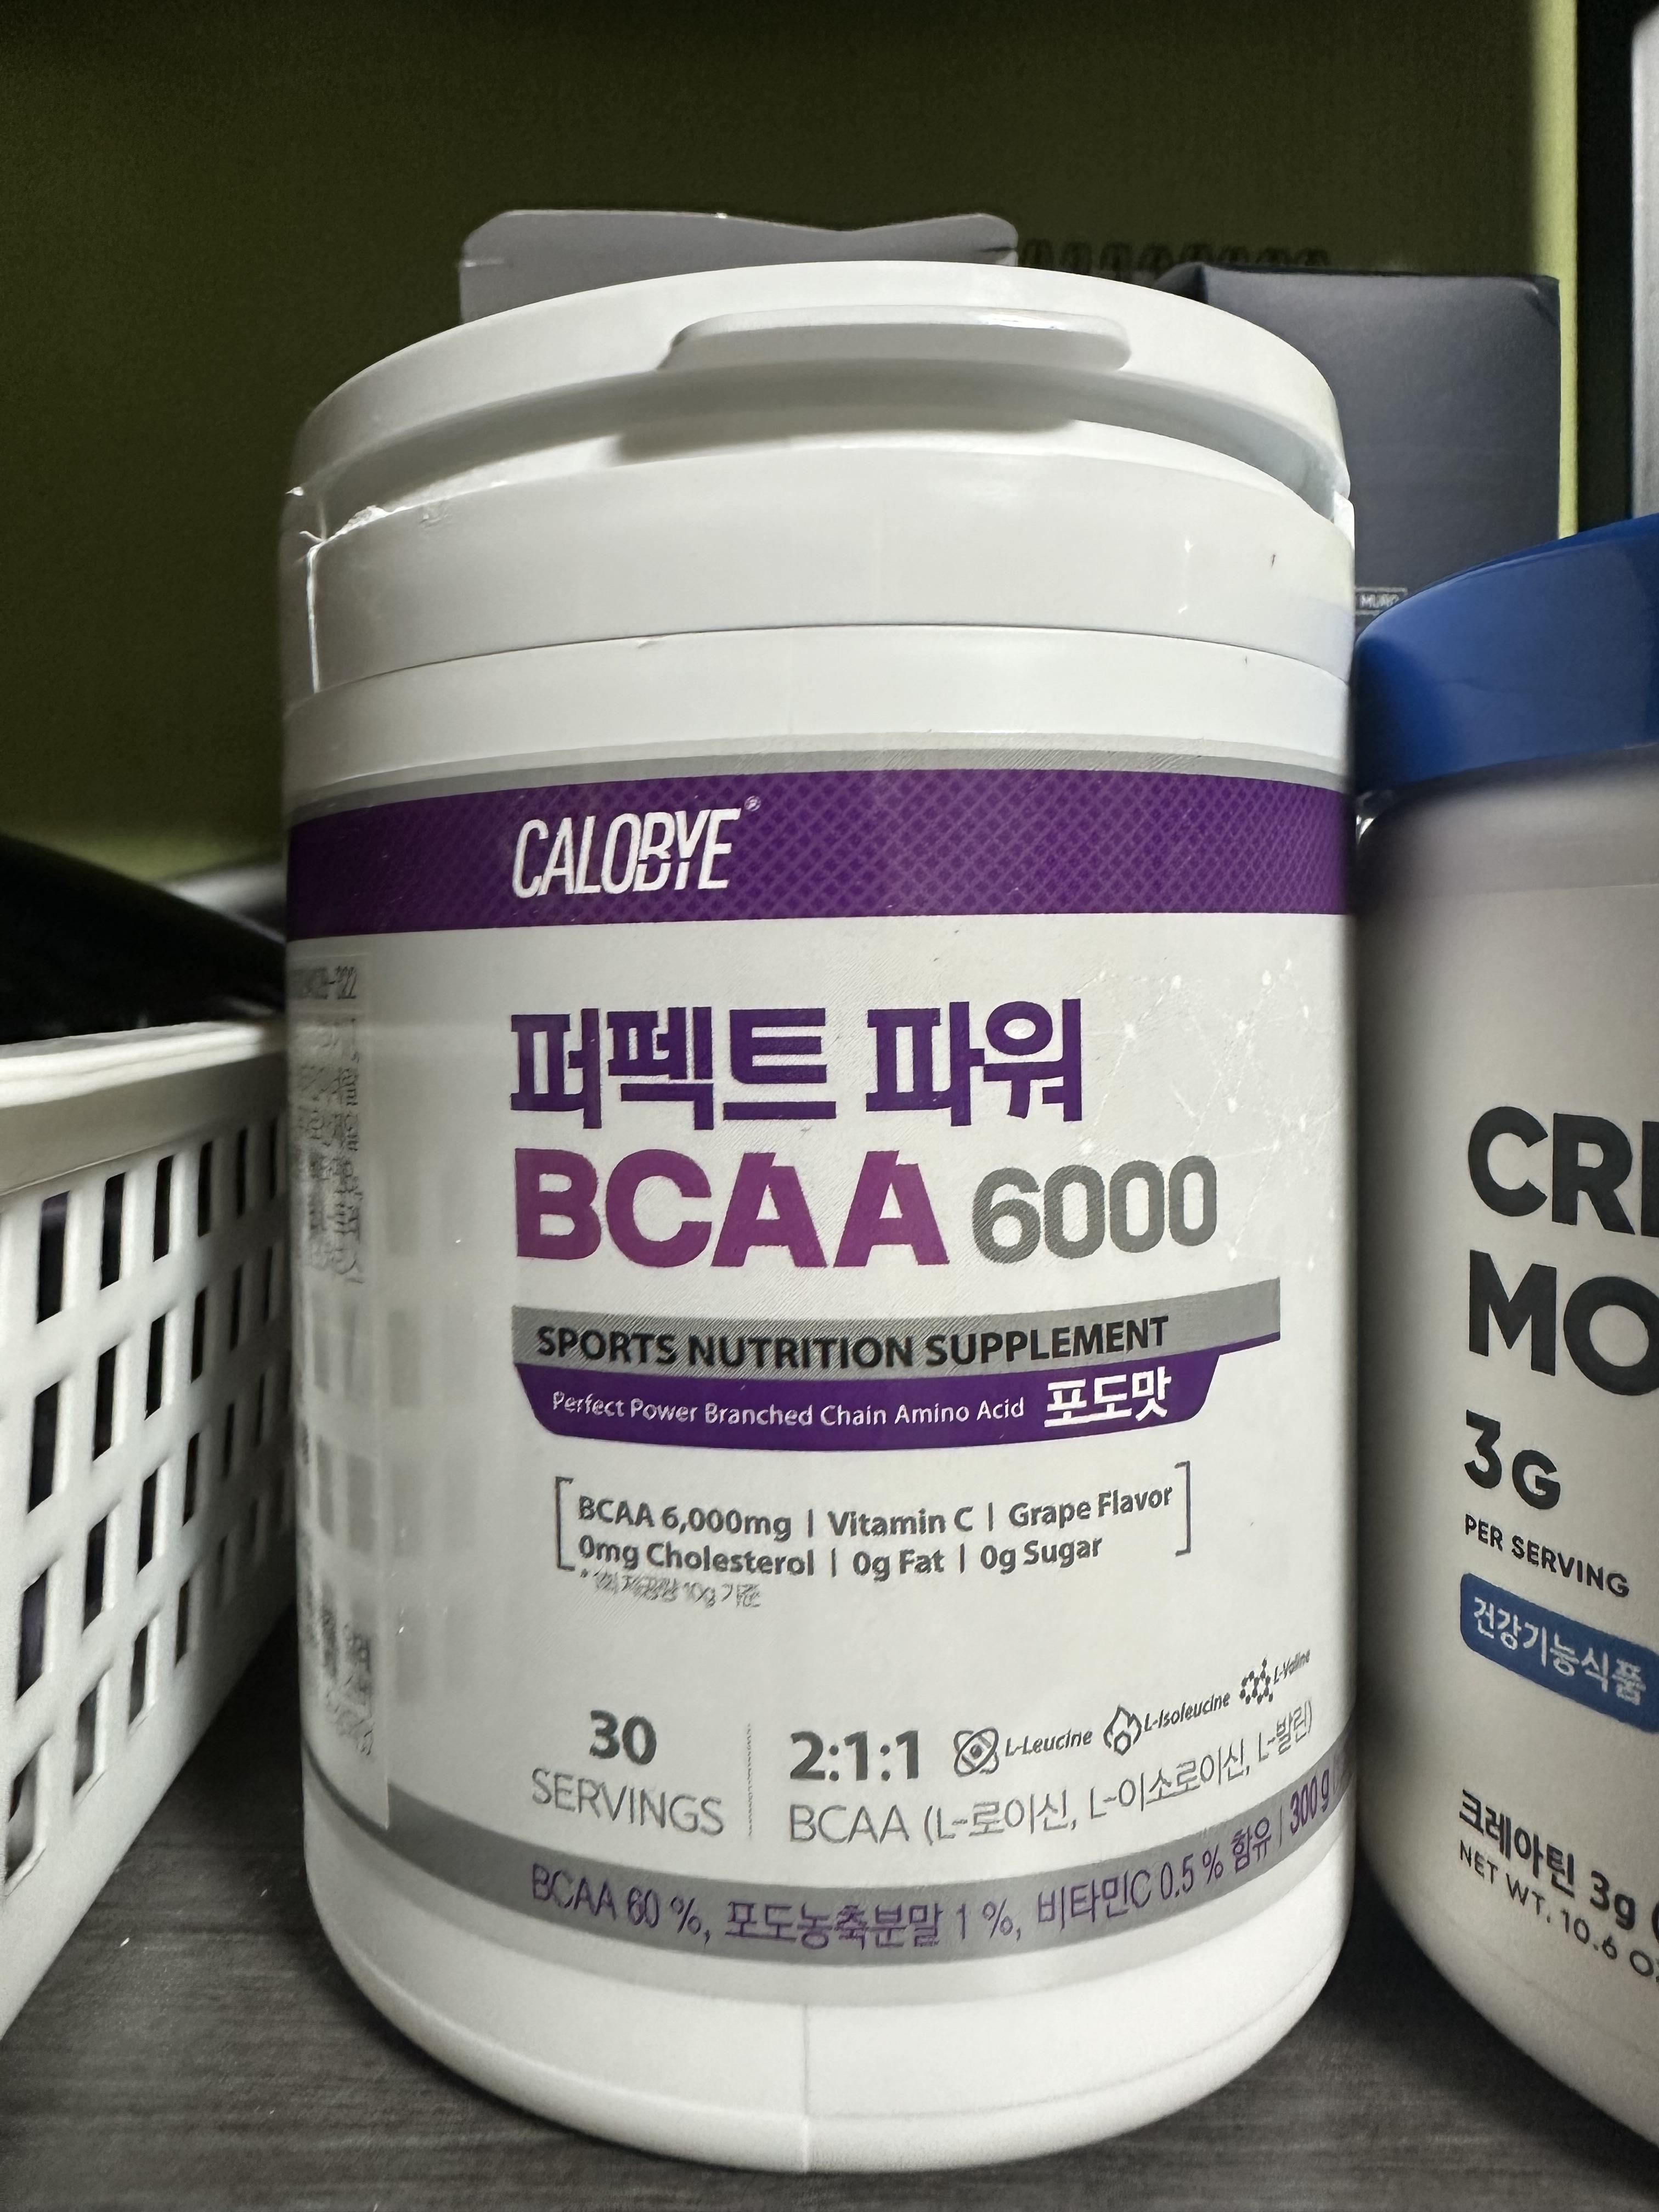 CALOBYE®
퍼펙트 파워
BCAA 6000
SPORTS NUTRITION SUPPLEMENT
Perfect Power Branched Chain Amino Acid 포도맛
BCAA 6,000mg | Vitamin C | Grape Flavor
0mg Cholesterol | 0g Fat | 0g Sugar
30
SERVINGS
2:1:1 L-Leucine L-Isoleucine L-Valine
BCAA (L-로이신, L-이소로이신, L-발린)
BCAA 60 %, 포도농축분말 1 %, 비타민C 0.5 % 함유 | 300 g
CRE
MO
3G
PER SERVING
건강기능식품
크레아틴 3g
NET WT. 10.6